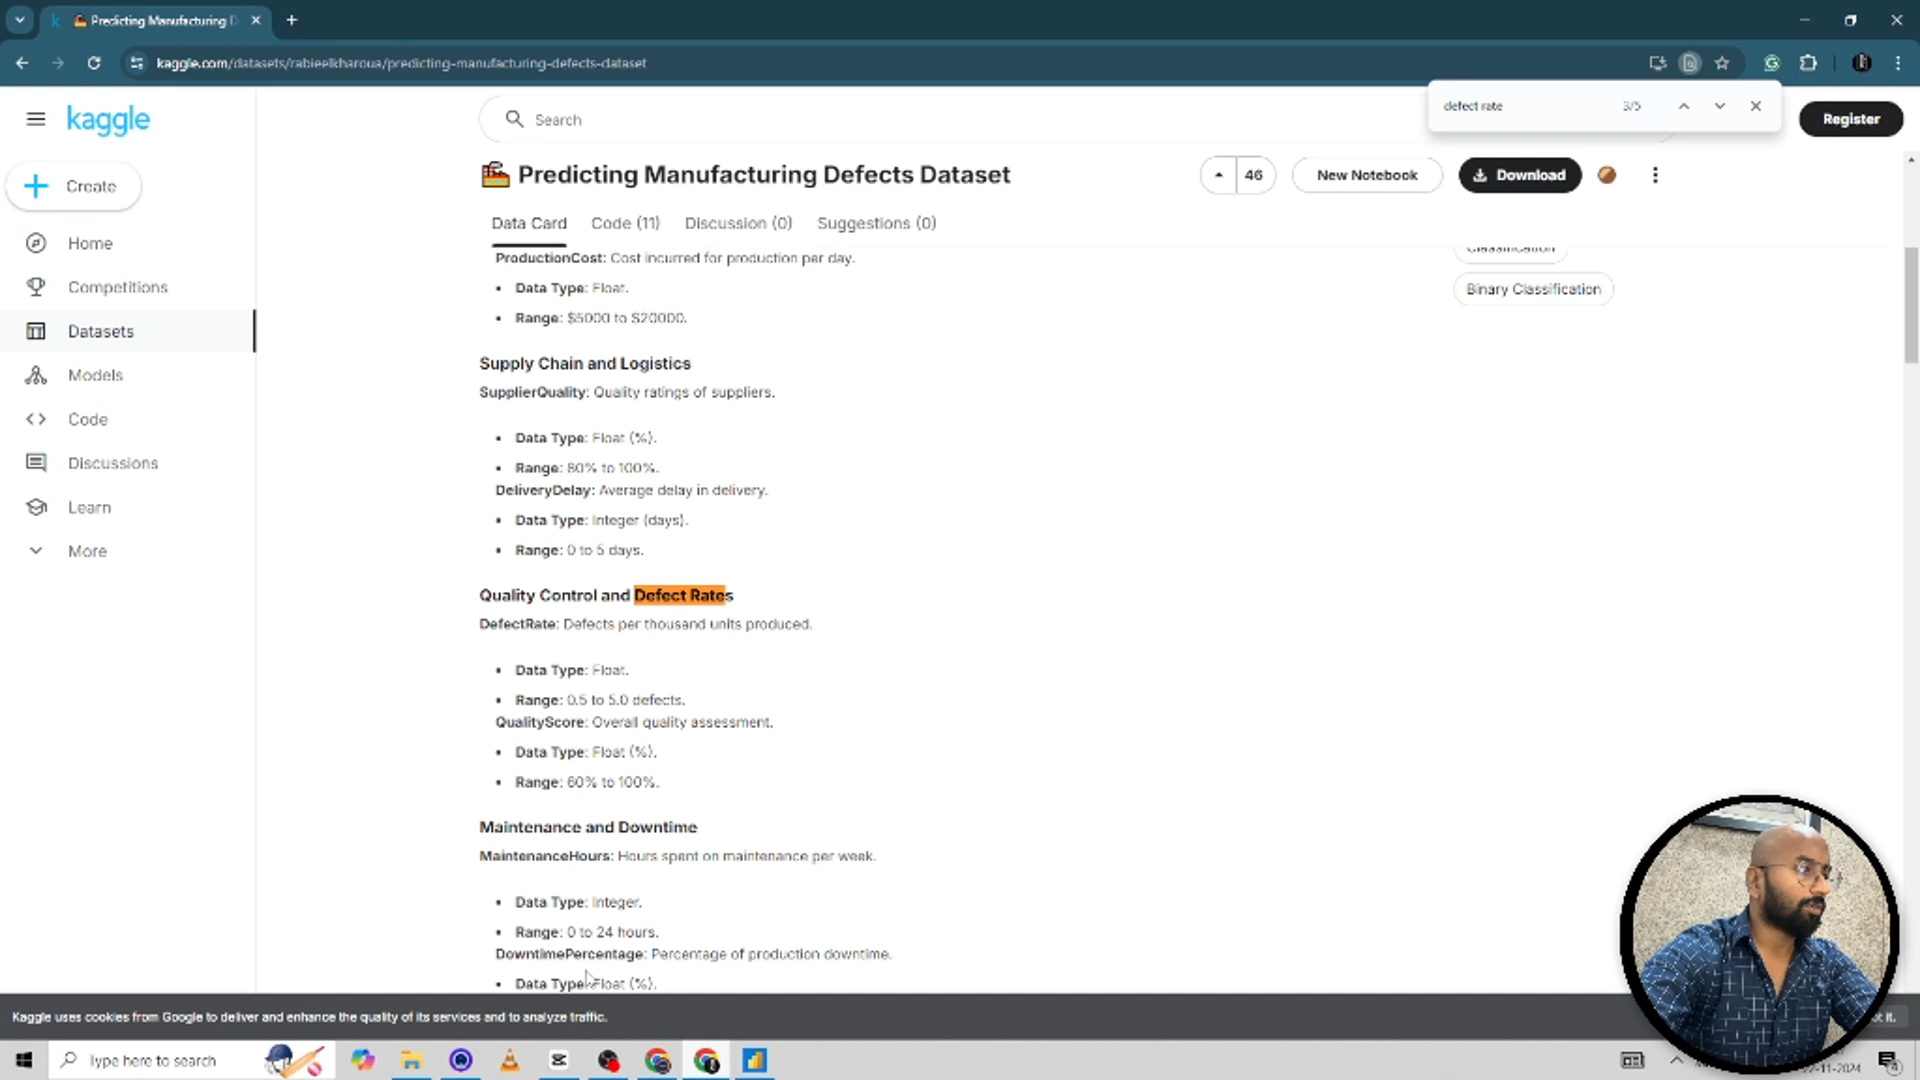 Predicting Manufacturing D
kaggle.com/datasets/rabieelkharoua/predicting-manufacturing-defects-dataset
defect rate 3/5
kaggle
Search
Register
Create
Predicting Manufacturing Defects Dataset
46
New Notebook
Download
Home
Data Card Code (11) Discussion (0) Suggestions (0)
Classification
ProductionCost: Cost incurred for production per day.
Competitions
• Data Type: Float.
Binary Classification
• Range: $5000 to $20000.
Datasets
Supply Chain and Logistics
Models
SupplierQuality: Quality ratings of suppliers.
Code
• Data Type: Float (%).
Discussions
• Range: 80% to 100%.
DeliveryDelay: Average delay in delivery.
Learn
• Data Type: Integer (days).
More
• Range: 0 to 5 days.
Quality Control and Defect Rates
DefectRate: Defects per thousand units produced.
• Data Type: Float.
• Range: 0.5 to 5.0 defects.
QualityScore: Overall quality assessment.
• Data Type: Float (%).
• Range: 60% to 100%.
Maintenance and Downtime
MaintenanceHours: Hours spent on maintenance per week.
• Data Type: Integer.
• Range: 0 to 24 hours.
DowntimePercentage: Percentage of production downtime.
• Data Type: Float (%).
Kaggle uses cookies from Google to deliver and enhance the quality of its services and to analyze traffic.
Type here to search
-11-2024